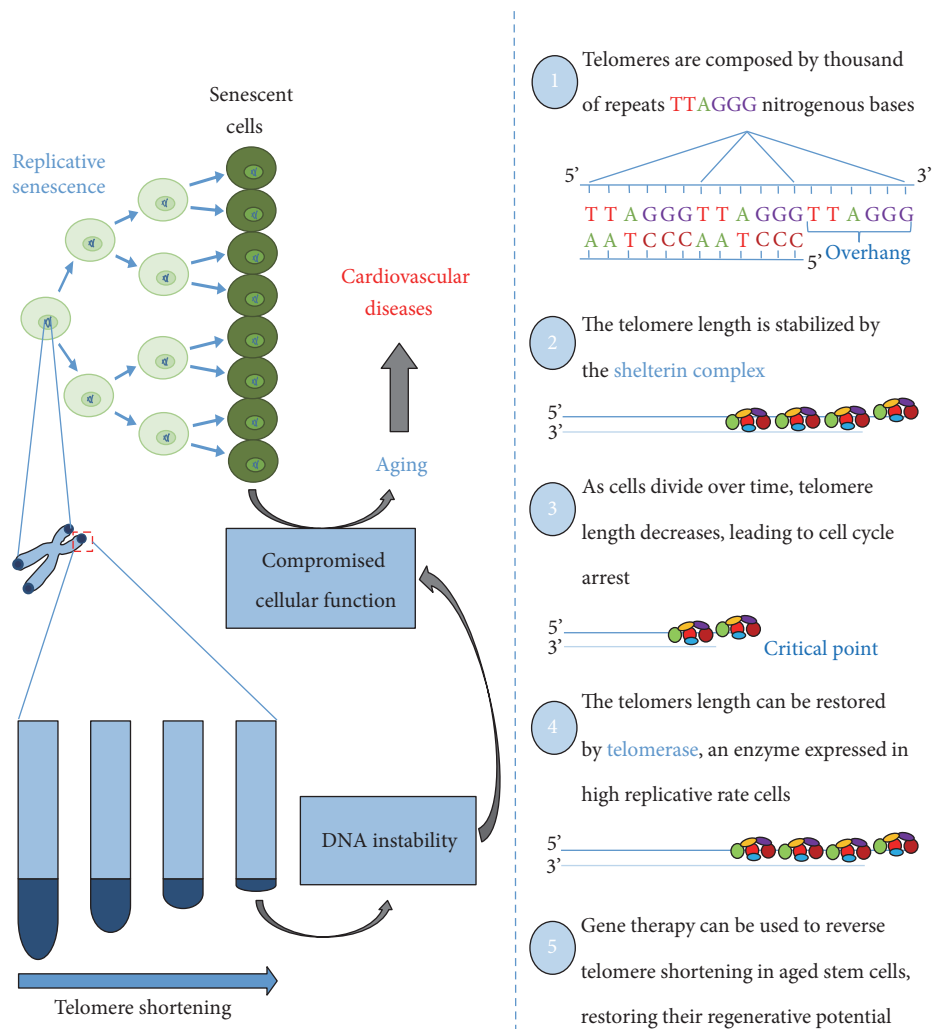 Senescent
cells
Replicative
senescence
Cardiovascular
diseases
Aging
Compromised
cellular function
DNA instability
Telomere shortening
1
Telomeres are composed by thousand
of repeats TTAGGG nitrogenous bases
5’ 3’
T T A G G G T T A G G G T T A G G G
A A T C C C A A T C C C
5’ Overhang
2
The telomere length is stabilized by
the shelterin complex
5’
3’
3
As cells divide over time, telomere
length decreases, leading to cell cycle
arrest
5’
3’
Critical point
4
The telomers length can be restored
by telomerase, an enzyme expressed in
high replicative rate cells
5’
3’
5
Gene therapy can be used to reverse
telomere shortening in aged stem cells,
restoring their regenerative potential